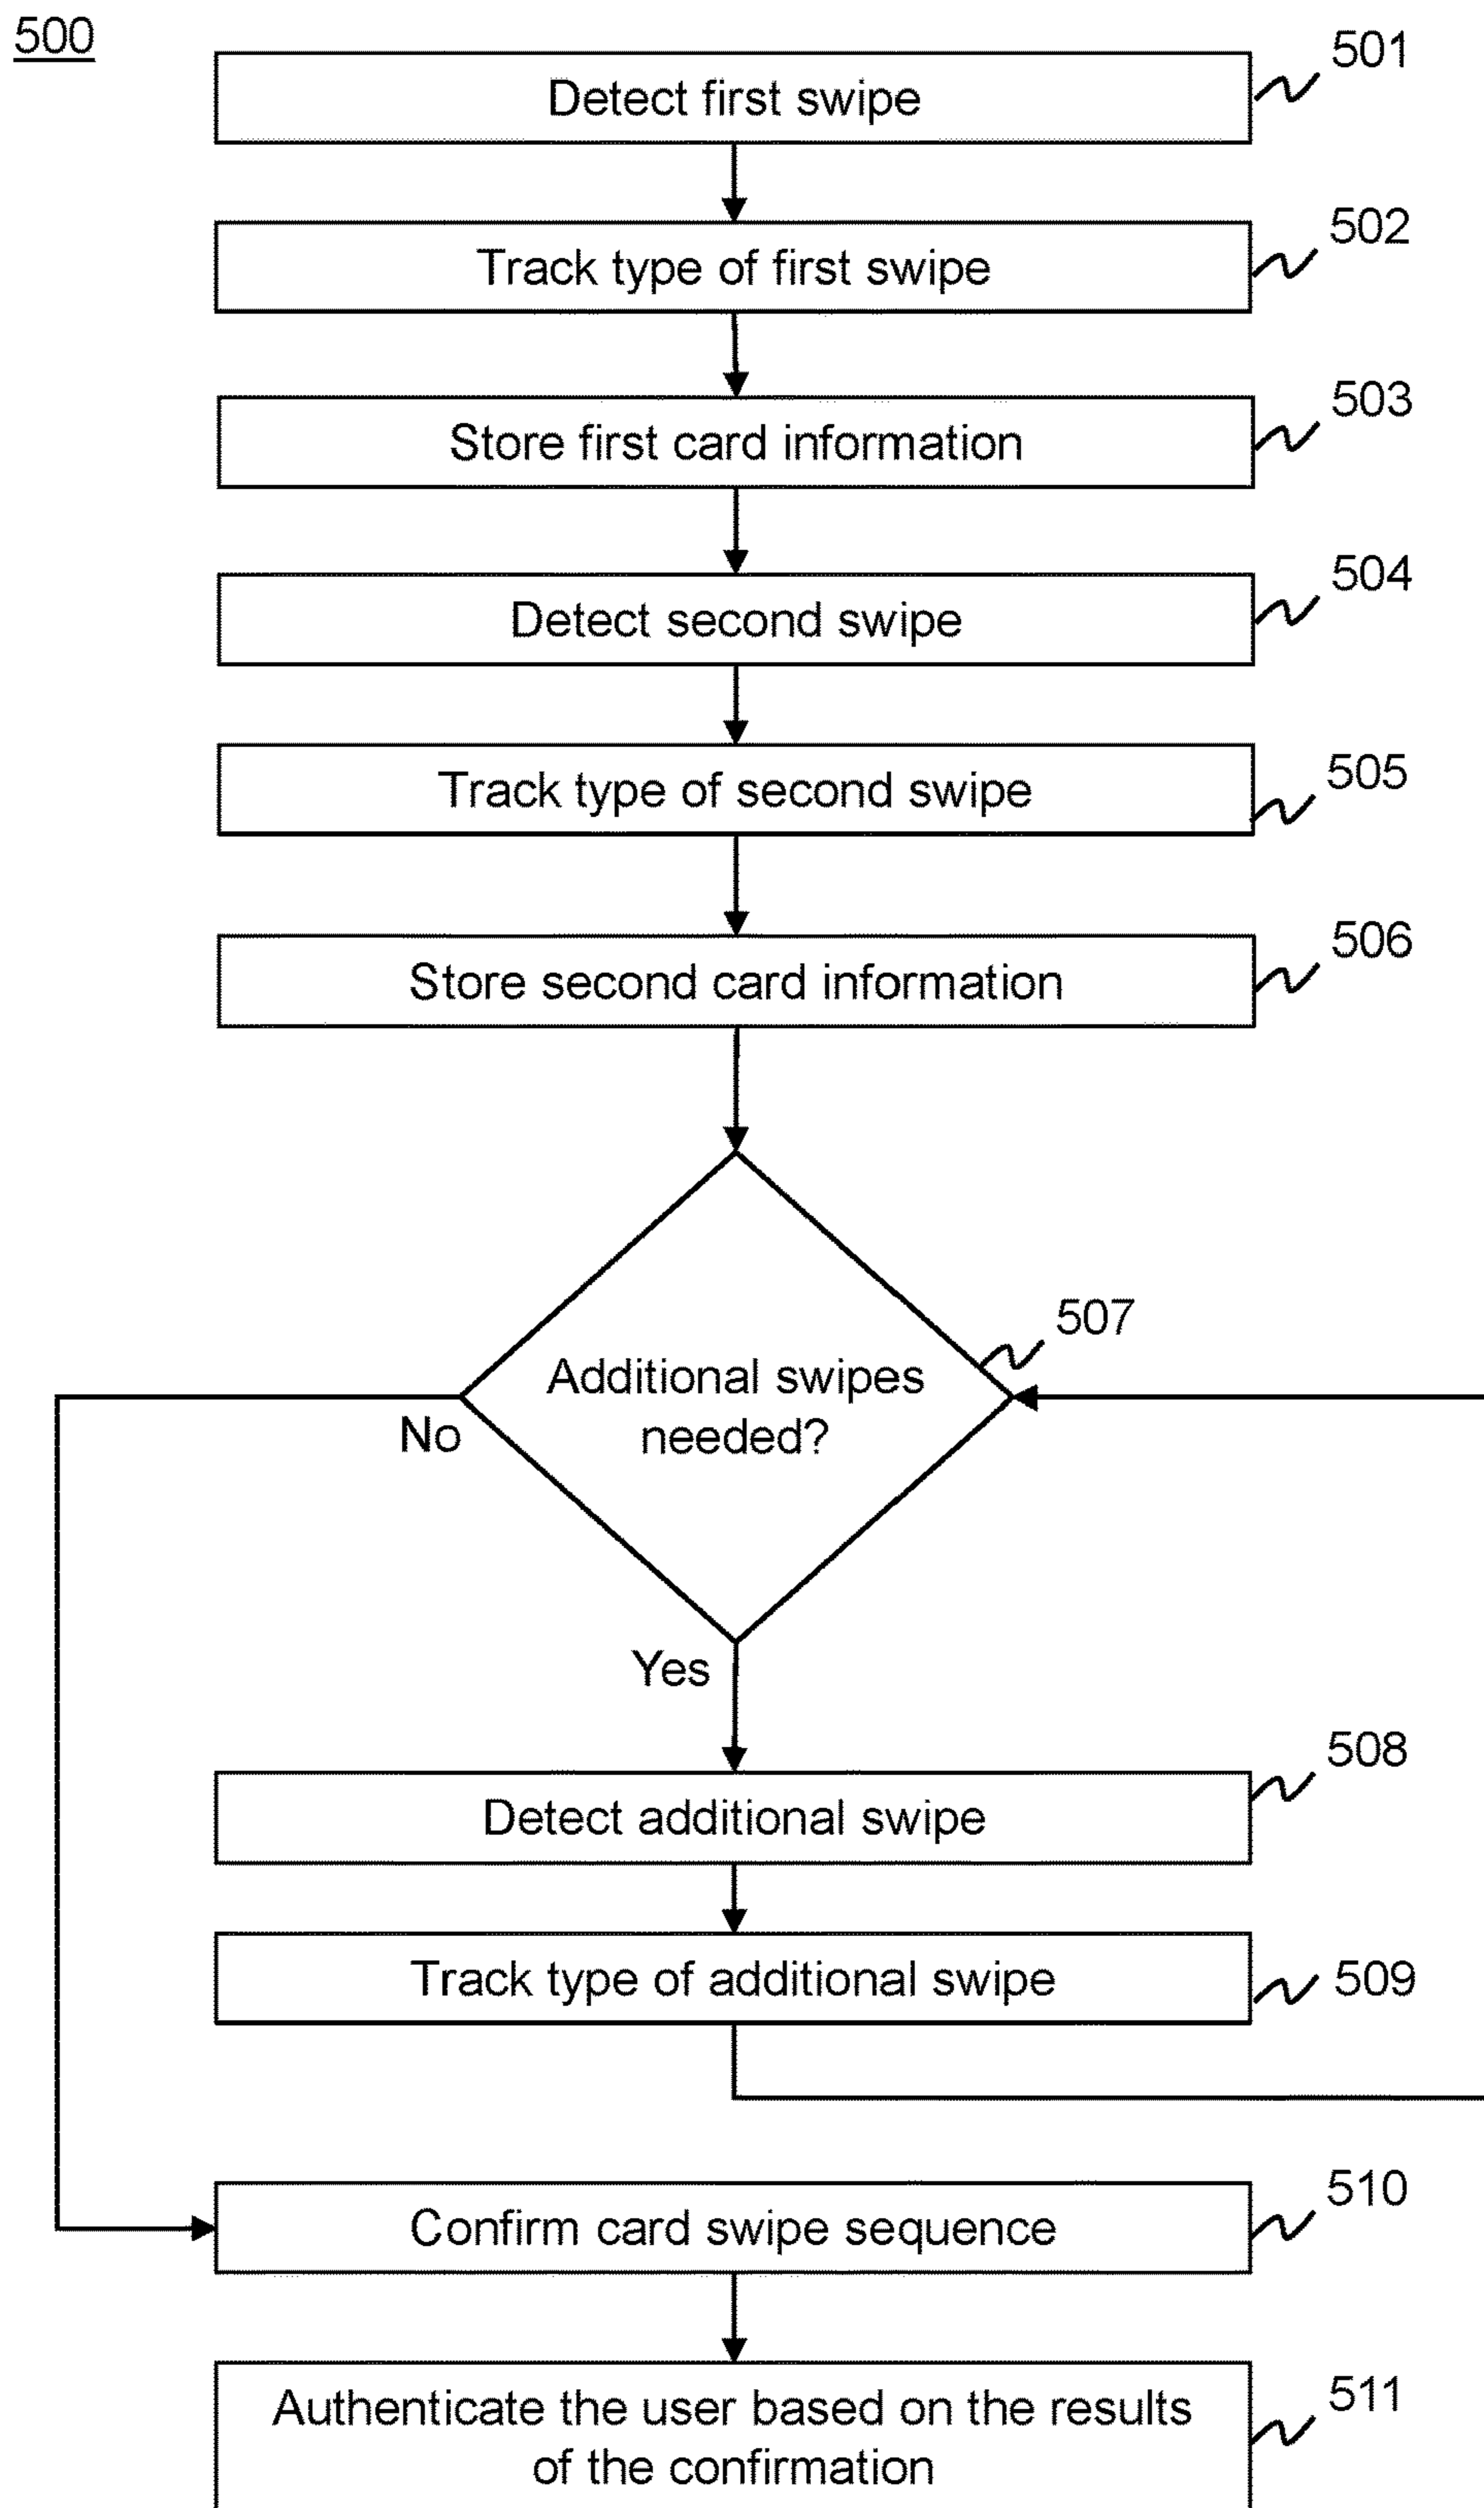 500
Detect first swipe
501
Track type of first swipe
502
Store first card information
503
Detect second swipe
504
Track type of second swipe
505
Store second card information
506
507
Additional swipes
needed?
No
Yes
Detect additional swipe
508
Track type of additional swipe
509
Confirm card swipe sequence
510
Authenticate the user based on the results
of the confirmation
511